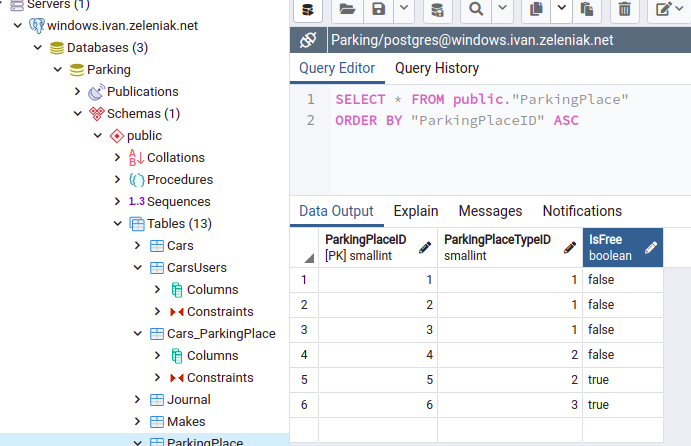 Servers (1)
windows.ivan.zeleniak.net
Databases (3)
Parking
Publications
Schemas (1)
public
Collations
Procedures
1..3 Sequences
Tables (13)
Cars
CarsUsers
Columns
Constraints
Cars_ParkingPlace
Columns
Constraints
Journal
Makes
ParkingPlace
Parking/postgres@windows.ivan.zeleniak.net
Query Editor Query History
1 SELECT * FROM public."ParkingPlace"
2 ORDER BY "ParkingPlaceID" ASC
Data Output Explain Messages Notifications
ParkingPlaceID ParkingPlaceTypeID IsFree
[PK] smallint smallint boolean
1 1 1 false
2 2 1 false
3 3 1 false
4 4 2 false
5 5 2 true
6 6 3 true